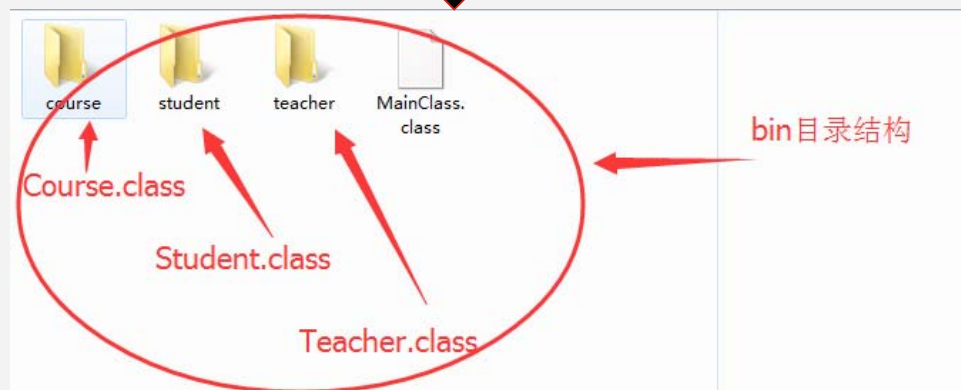 course
student
teacher
MainClass.
class
bin目录结构
Course.class
Student.class
Teacher.class